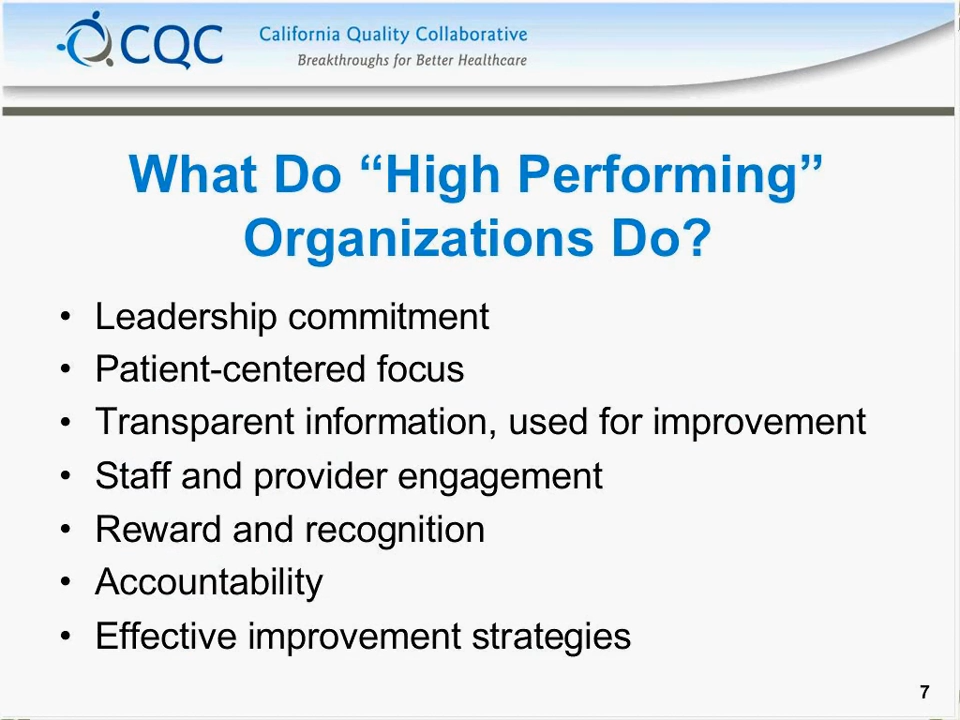 CQC
California Quality Collaborative
Breakthroughs for Better Healthcare
What Do “High Performing”
Organizations Do?
• Leadership commitment
• Patient-centered focus
• Transparent information, used for improvement
• Staff and provider engagement
• Reward and recognition
• Accountability
• Effective improvement strategies
7